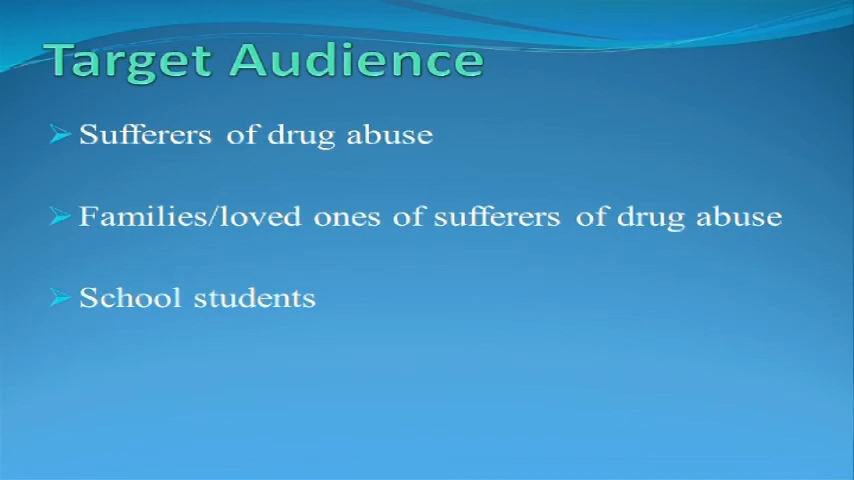 Target Audience
Sufferers of drug abuse
Families/loved ones of sufferers of drug abuse
School students